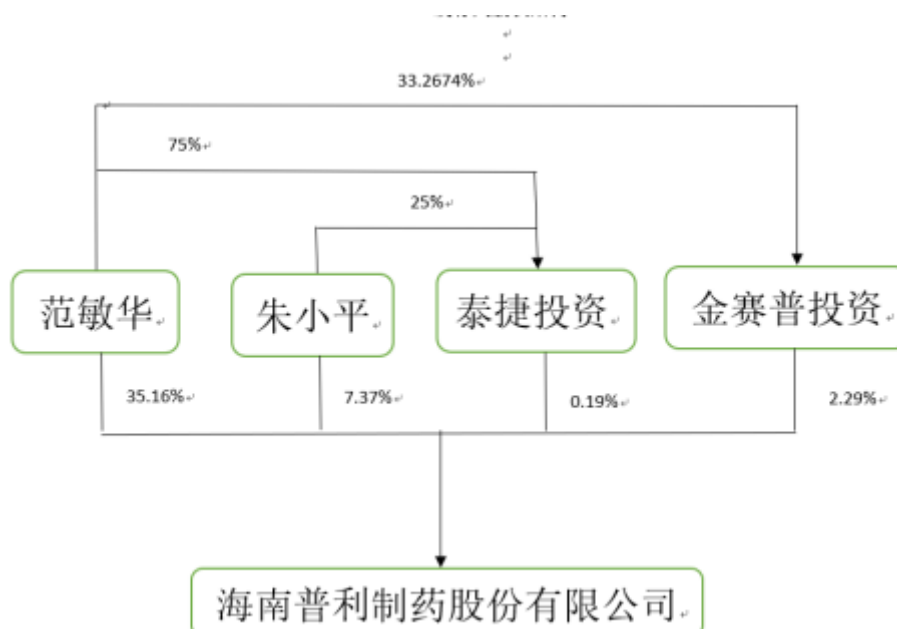 33.2674%
75%
25%
范敏华
朱小平
泰捷投资
金赛普投资
35.16%
7.37%
0.19%
2.29%
海南普利制药股份有限公司